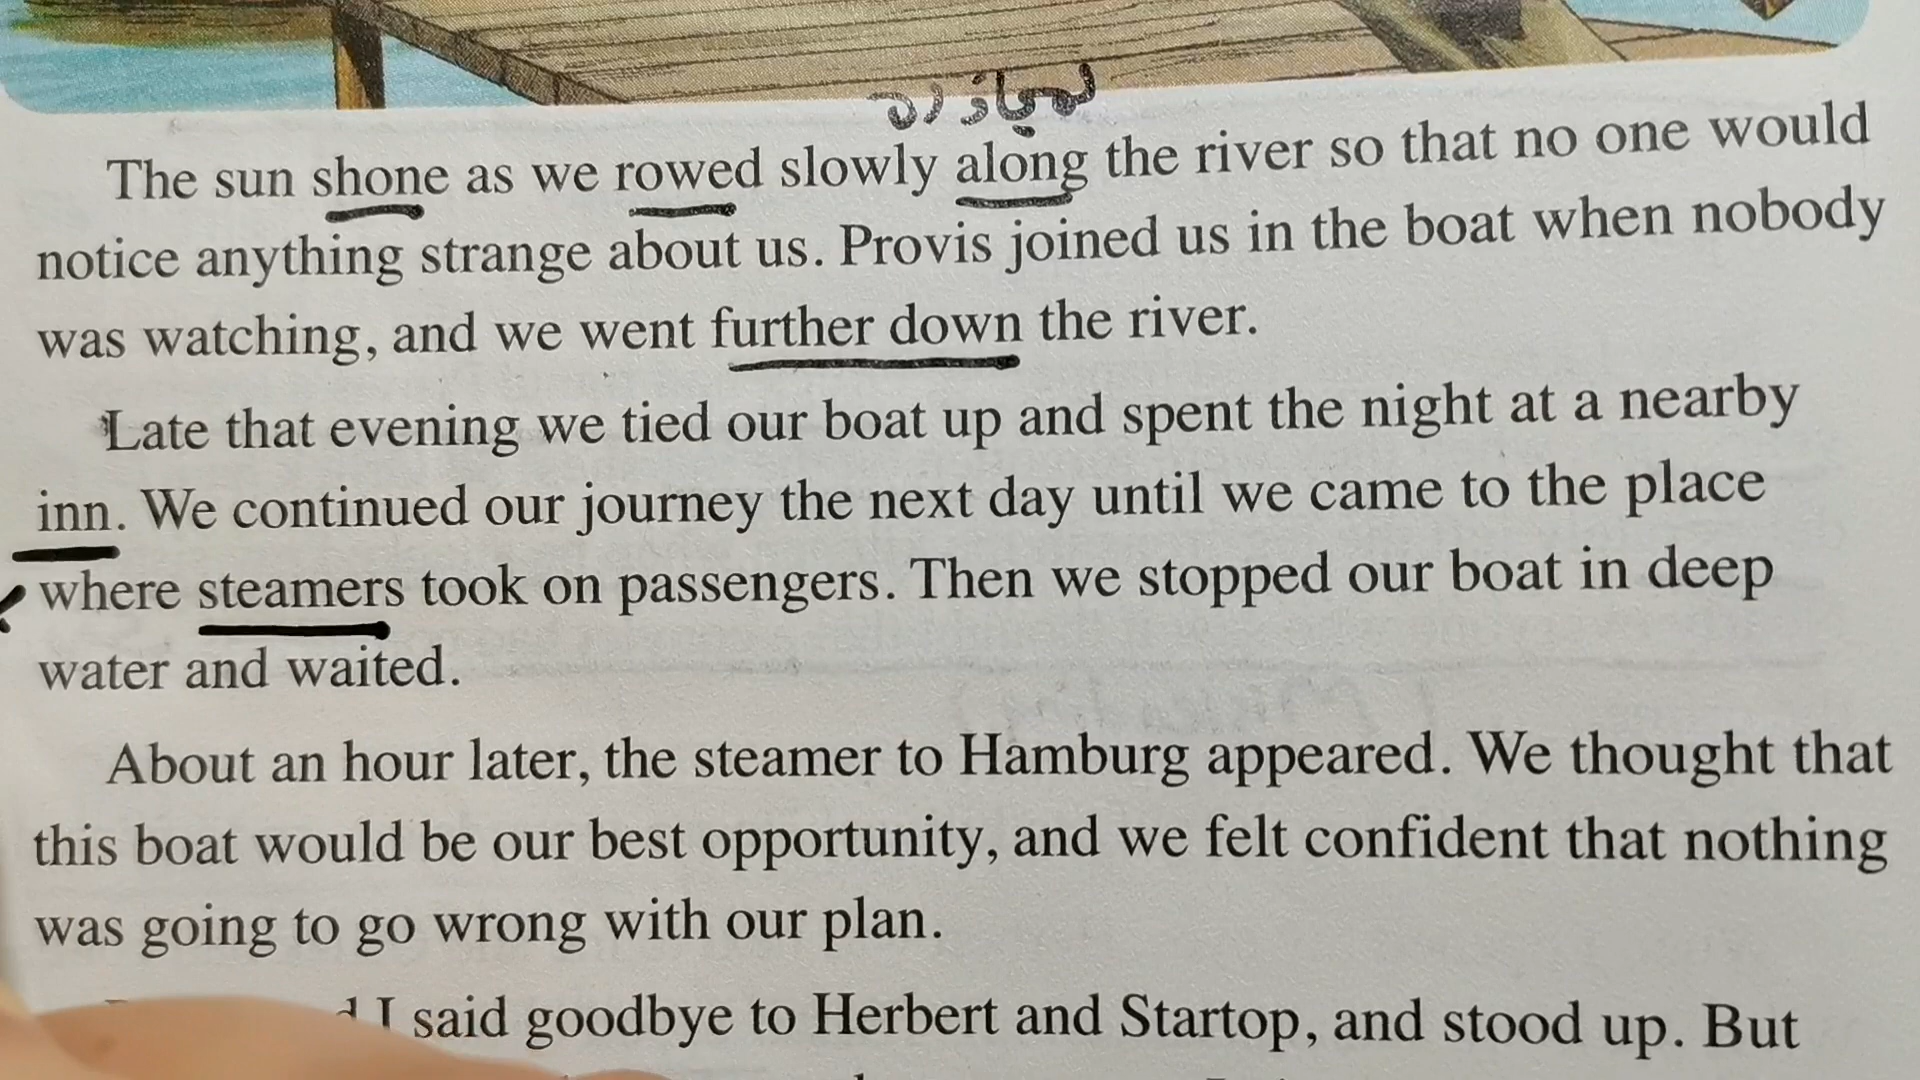 The sun shone as we rowed slowly along the river so that no one would
notice anything strange about us. Provis joined us in the boat when nobody
was watching, and we went further down the river.
Late that evening we tied our boat up and spent the night at a nearby
inn. We continued our journey the next day until we came to the place
where steamers took on passengers. Then we stopped our boat in deep
water and waited.
About an hour later, the steamer to Hamburg appeared. We thought that
this boat would be our best opportunity, and we felt confident that nothing
was going to go wrong with our plan.
I said goodbye to Herbert and Startop, and stood up. But